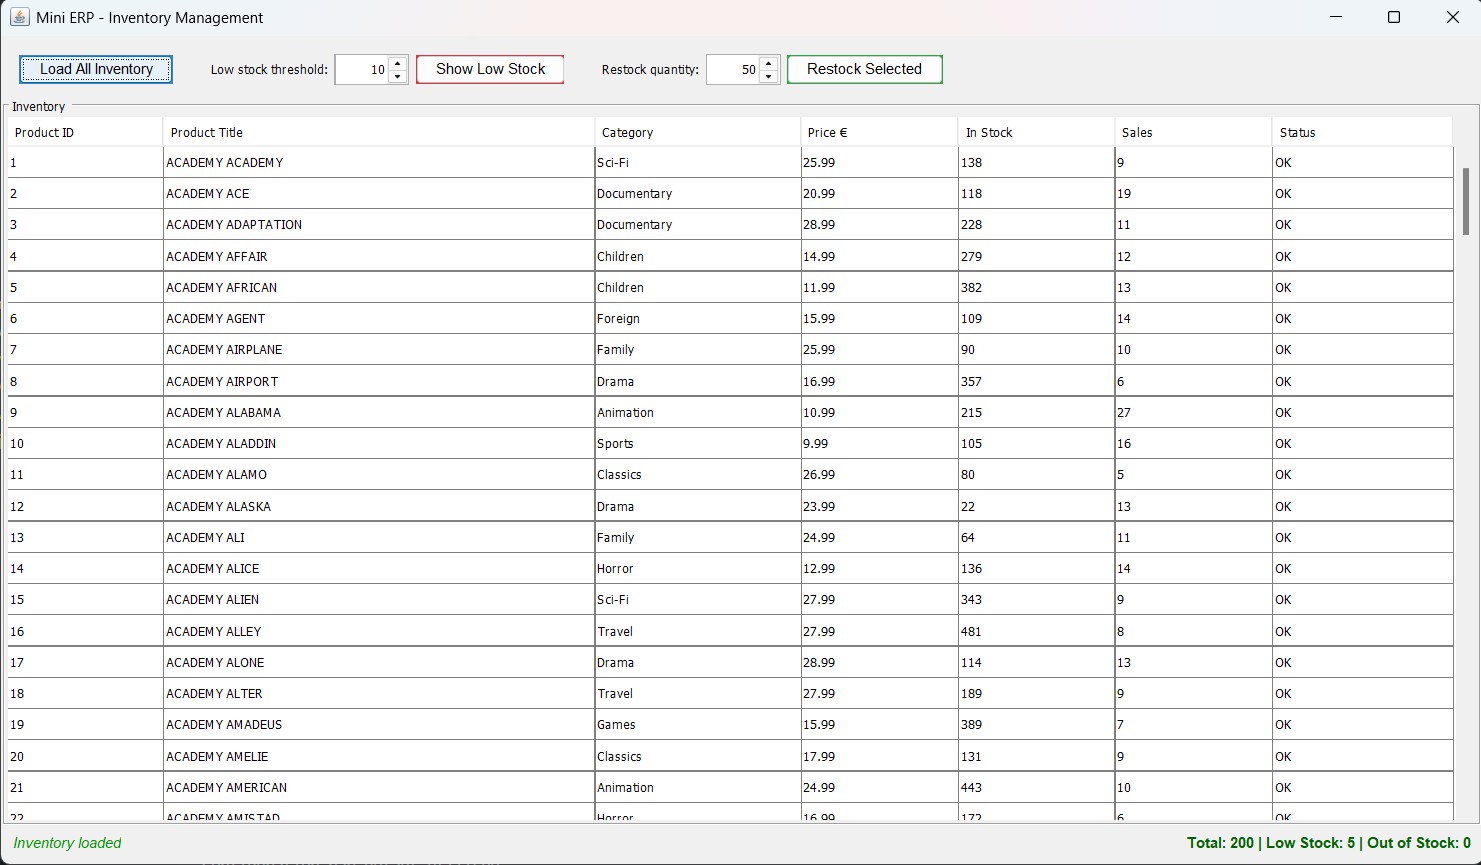 Mini ERP - Inventory Management
Load All Inventory Low stock threshold: 10 Show Low Stock Restock quantity: 50 Restock Selected
Inventory
Product ID Product Title Category Price € In Stock Sales Status
1 ACADEMY ACADEMY Sci-Fi 25.99 138 9 OK
2 ACADEMY ACE Documentary 20.99 118 19 OK
3 ACADEMY ADAPTATION Documentary 28.99 228 11 OK
4 ACADEMY AFFAIR Children 14.99 279 12 OK
5 ACADEMY AFRICAN Children 11.99 382 13 OK
6 ACADEMY AGENT Foreign 15.99 109 14 OK
7 ACADEMY AIRPLANE Family 25.99 90 10 OK
8 ACADEMY AIRPORT Drama 16.99 357 6 OK
9 ACADEMY ALABAMA Animation 10.99 215 27 OK
10 ACADEMY ALADDIN Sports 9.99 105 16 OK
11 ACADEMY ALAMO Classics 26.99 80 5 OK
12 ACADEMY ALASKA Drama 23.99 22 13 OK
13 ACADEMY ALI Family 24.99 64 11 OK
14 ACADEMY ALICE Horror 12.99 136 14 OK
15 ACADEMY ALIEN Sci-Fi 27.99 343 9 OK
16 ACADEMY ALLEY Travel 27.99 481 8 OK
17 ACADEMY ALONE Drama 28.99 114 13 OK
18 ACADEMY ALTER Travel 27.99 189 9 OK
19 ACADEMY AMADEUS Games 15.99 389 7 OK
20 ACADEMY AMELIE Classics 17.99 131 9 OK
21 ACADEMY AMERICAN Animation 24.99 443 10 OK
22 ACADEMY AMISTAD Horror 16.99 172 6 OK
Inventory loaded Total: 200 | Low Stock: 5 | Out of Stock: 0